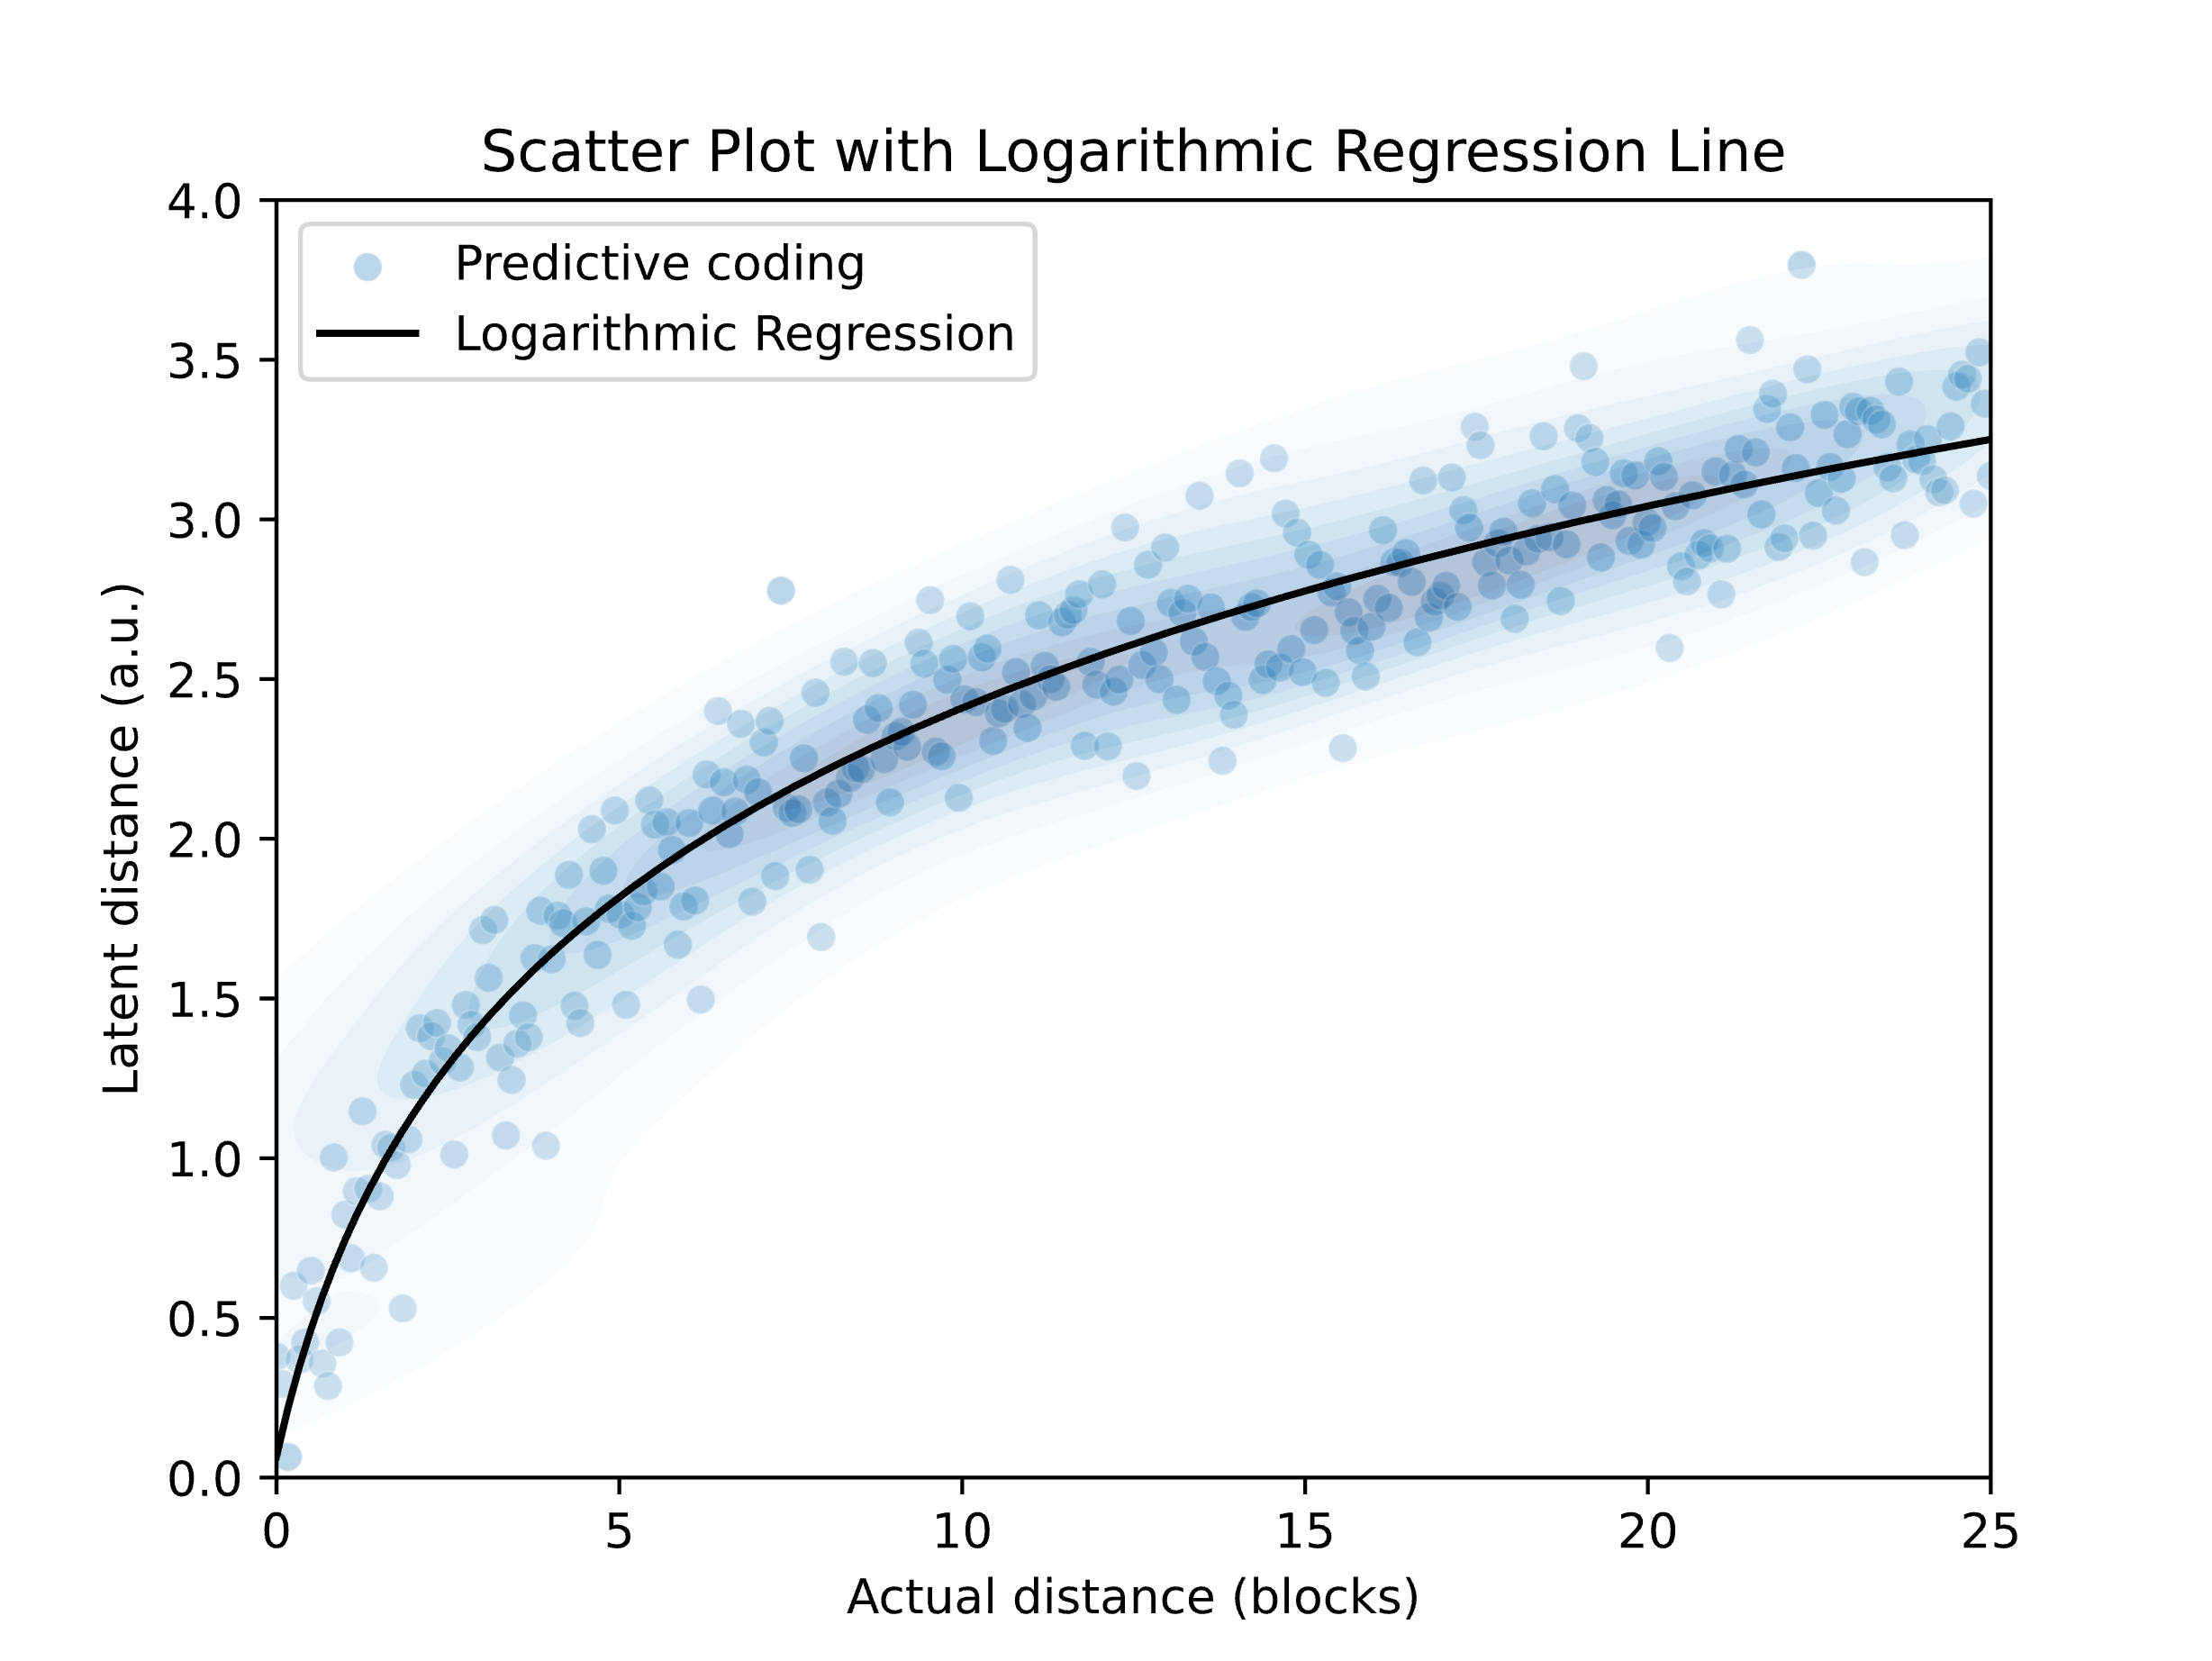 Scatter Plot with Logarithmic Regression Line
4.0
3.5
3.0
2.5
2.0
1.5
1.0
0.5
0.0
Predictive coding
Logarithmic Regression
Latent distance (a.u.)
0 5 10 15 20 25
Actual distance (blocks)